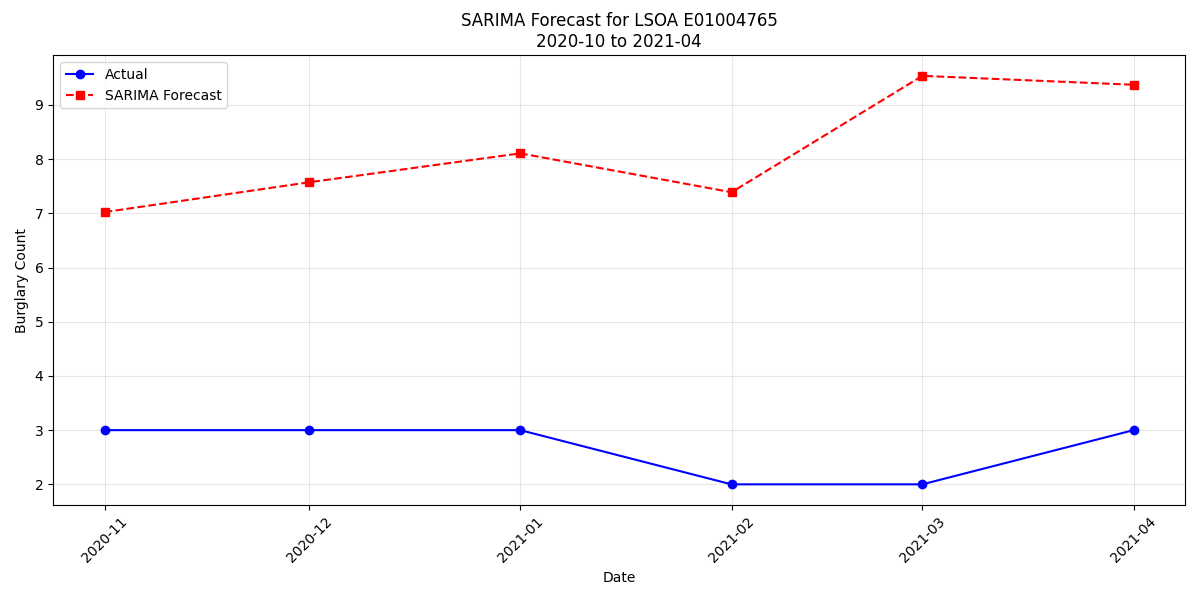 SARIMA Forecast for LSOA E01004765
2020-10 to 2021-04
Actual
SARIMA Forecast
Burglary Count
9
8
7
6
5
4
3
2
2020-11
2020-12
2021-01
2021-02
2021-03
2021-04
Date